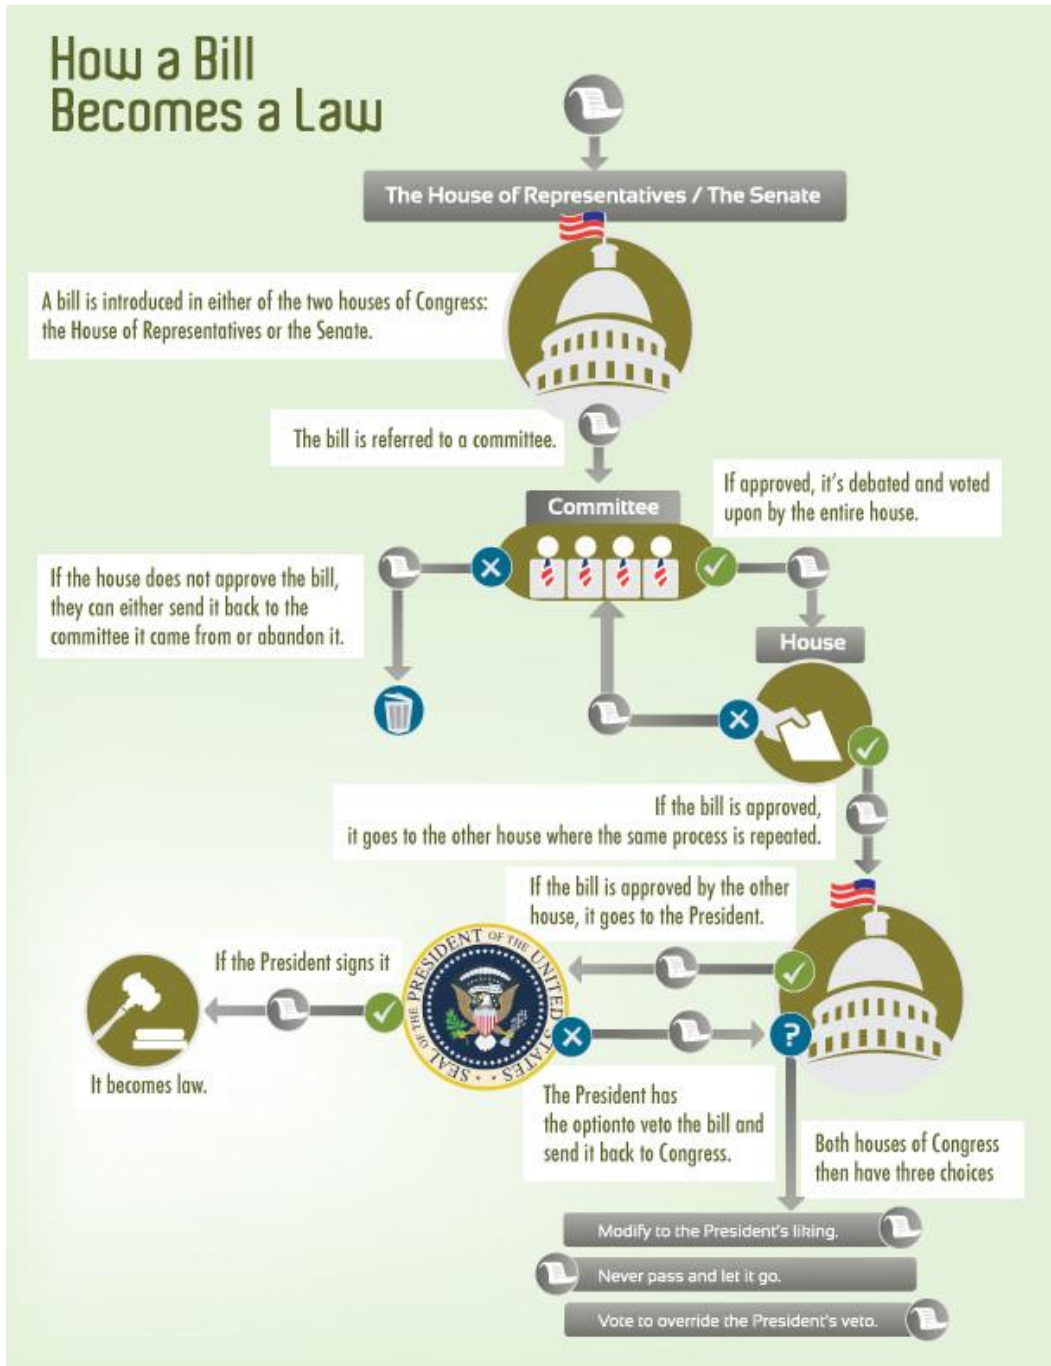 How a Bill
Becomes a Law
The House of Representatives / The Senate
A bill is introduced in either of the two houses of Congress:
the House of Representatives or the Senate.
The bill is referred to a committee.
Committee
If approved, it's debated and voted
upon by the entire house.
If the house does not approve the bill,
they can either send it back to the
committee it came from or abandon it.
House
If the bill is approved,
it goes to the other house where the same process is repeated.
If the bill is approved by the other
house, it goes to the President.
If the President signs it
SEAL OF THE PRESIDENT OF THE UNITED STATES
?
It becomes law.
The President has
the optionto veto the bill and
send it back to Congress.
Both houses of Congress
then have three choices
Modify to the President's liking.
Never pass and let it go.
Vote to override the President's veto.